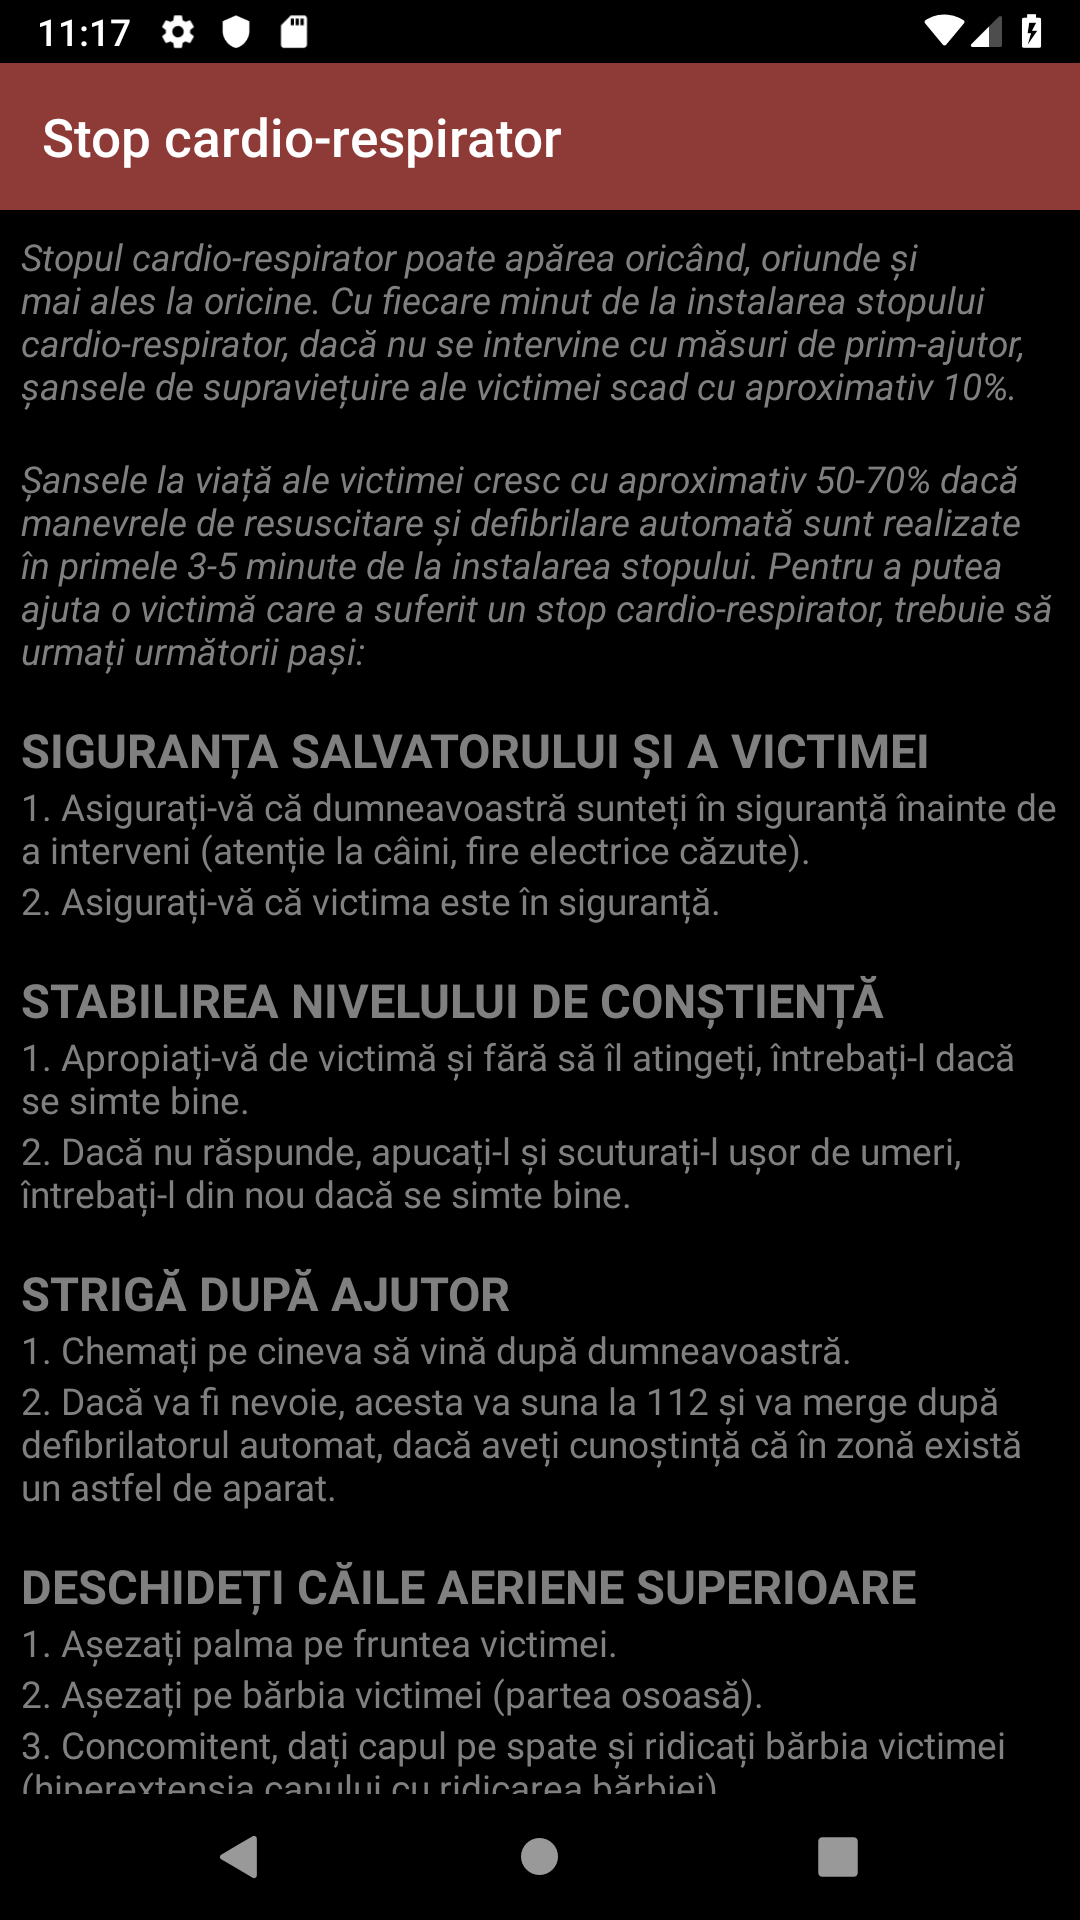 11:17
Stop cardio-respirator
Stopul cardio-respirator poate apărea oricând, oriunde și
mai ales la oricine. Cu fiecare minut de la instalarea stopului
cardio-respirator, dacă nu se intervine cu măsuri de prim-ajutor,
șansele de supraviețuire ale victimei scad cu aproximativ 10%.
Șansele la viață ale victimei cresc cu aproximativ 50-70% dacă
manevrele de resuscitare și defibrilare automată sunt realizate
în primele 3-5 minute de la instalarea stopului. Pentru a putea
ajuta o victimă care a suferit un stop cardio-respirator, trebuie să
urmați următorii pași:
SIGURANȚA SALVATORULUI ȘI A VICTIMEI
1. Asigurați-vă că dumneavoastră sunteți în siguranță înainte de
a interveni (atenție la câini, fire electrice căzute).
2. Asigurați-vă că victima este în siguranță.
STABILIREA NIVELULUI DE CONȘTIENȚĂ
1. Apropiați-vă de victimă și fără să îl atingeți, întrebați-l dacă
se simte bine.
2. Dacă nu răspunde, apucați-l și scuturați-l ușor de umeri,
întrebați-l din nou dacă se simte bine.
STRIGĂ DUPĂ AJUTOR
1. Chemați pe cineva să vină după dumneavoastră.
2. Dacă va fi nevoie, acesta va suna la 112 și va merge după
defibrilatorul automat, dacă aveți cunoștință că în zonă există
un astfel de aparat.
DESCHIDEȚI CĂILE AERIENE SUPERIOARE
1. Așezați palma pe fruntea victimei.
2. Așezați pe bărbia victimei (partea osoasă).
3. Concomitent, dați capul pe spate și ridicați bărbia victimei
(hiperextensia capului cu ridicarea bărbiei)